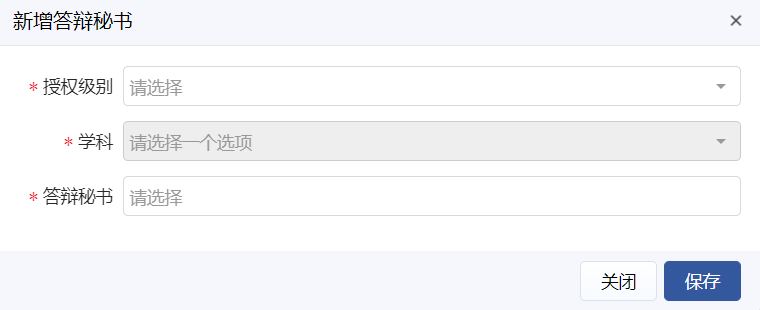 新增答辩秘书 ×
* 授权级别 请选择
* 学科 请选择一个选项
* 答辩秘书 请选择
关闭 保存